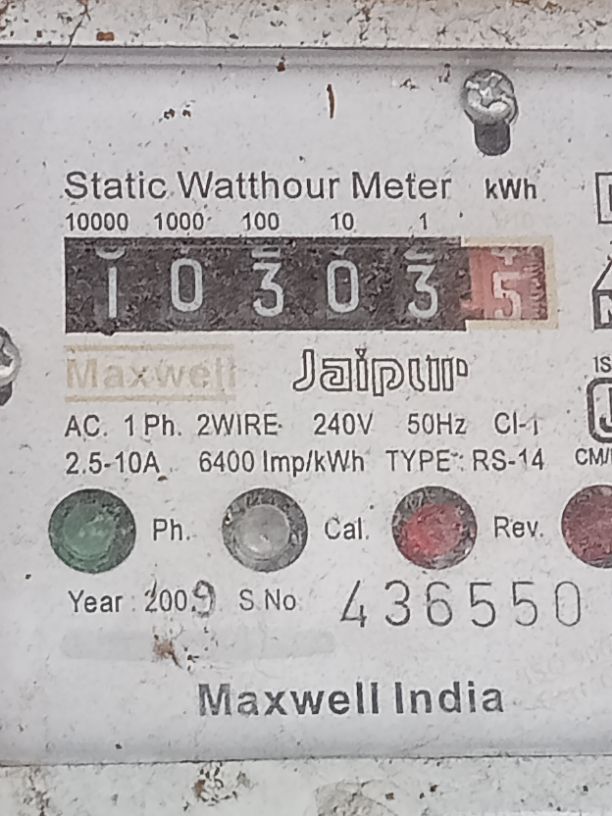 Static Watthour Meter kWh
10000 1000 100 10 1
1 0 3 0 3 5
Maxwell Jaipur
AC. 1 Ph. 2WIRE 240V 50Hz Cl-1
2.5-10A 6400 Imp/kWh TYPE : RS-14
Ph. Cal. Rev.
Year : 2009 S.No 436550
Maxwell India
IS
CM/